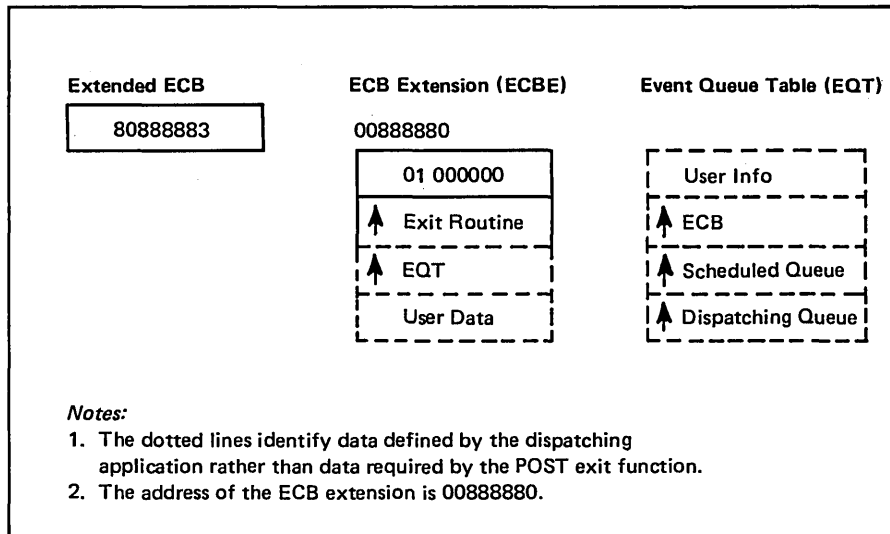 Extended ECB
80888883
ECB Extension (ECBE)
00888880
01 000000
Exit Routine
EQT
User Data
Event Queue Table (EQT)
User Info
ECB
Scheduled Queue
Dispatching Queue
Notes:
1. The dotted lines identify data defined by the dispatching
application rather than data required by the POST exit function.
2. The address of the ECB extension is 00888880.